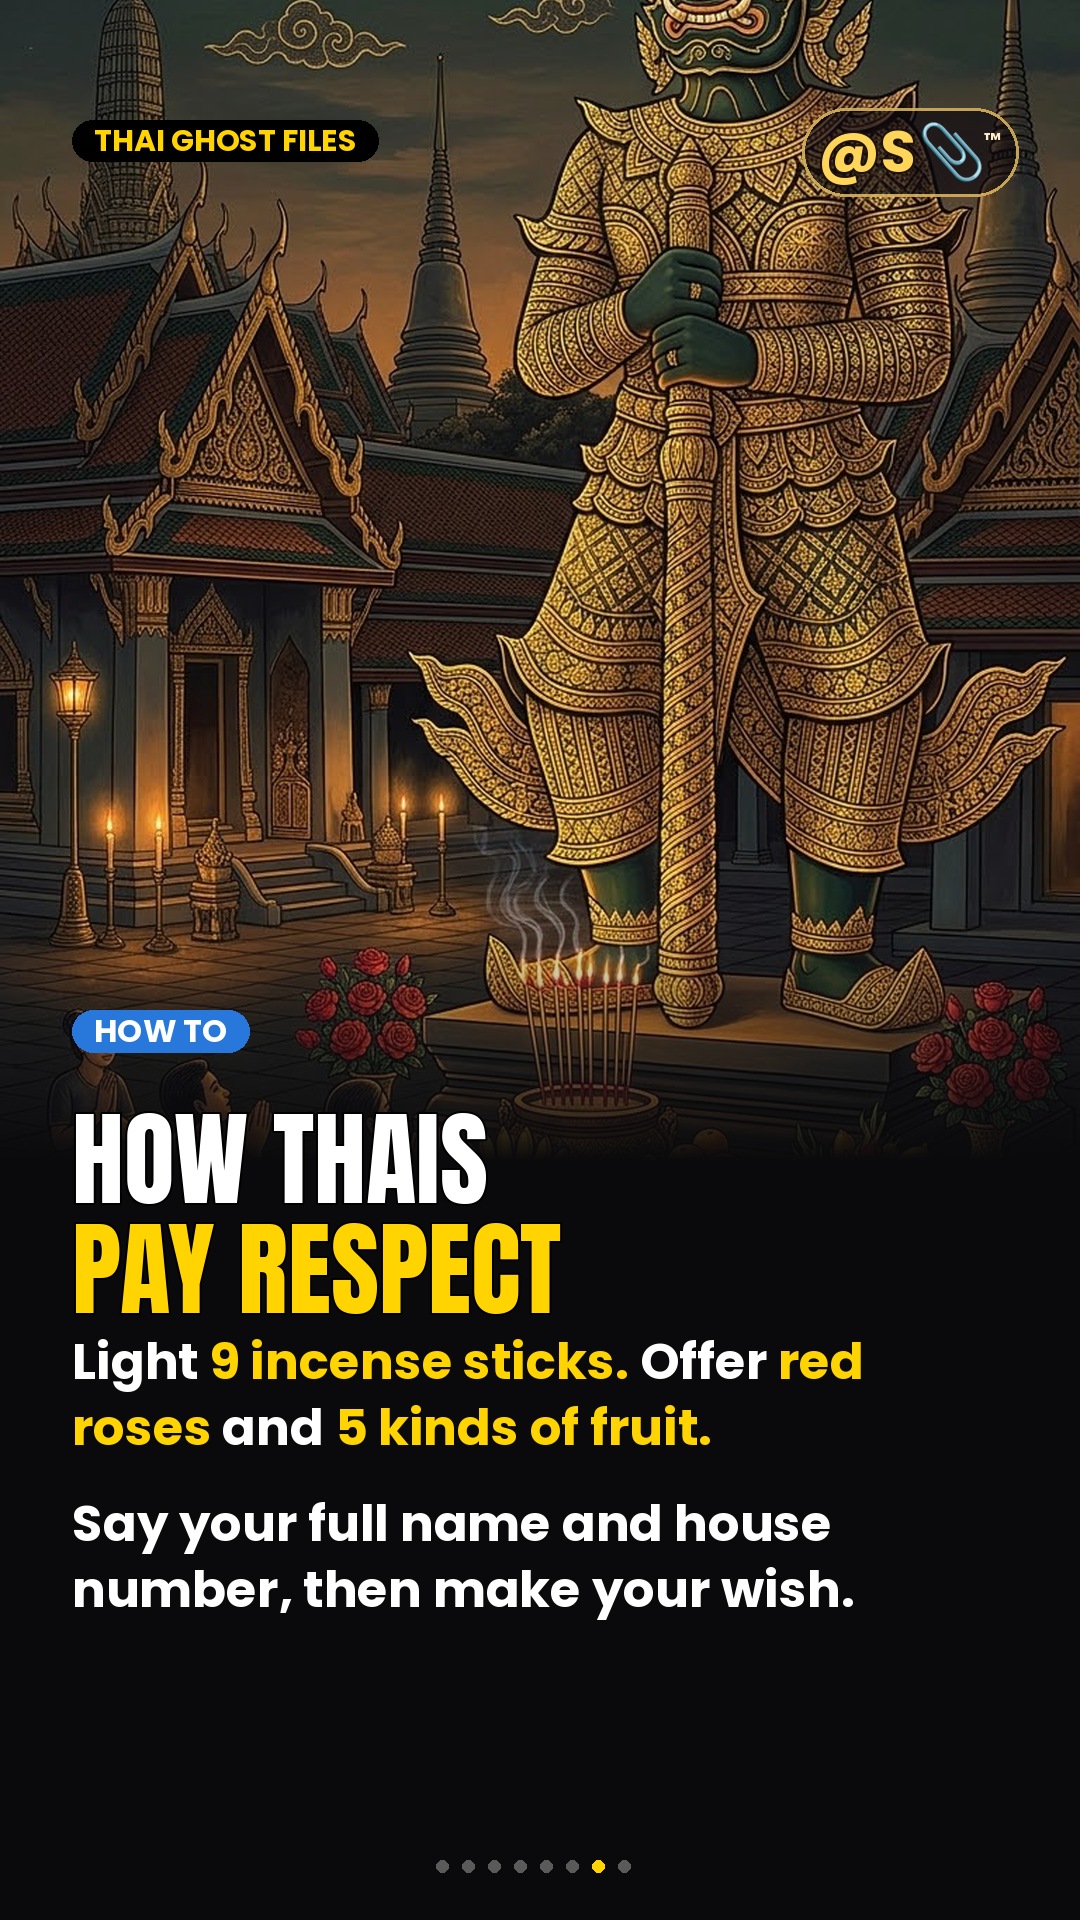 THAI GHOST FILES
@S📎™
HOW TO
HOW THAIS
PAY RESPECT
Light 9 incense sticks. Offer red
roses and 5 kinds of fruit.
Say your full name and house
number, then make your wish.